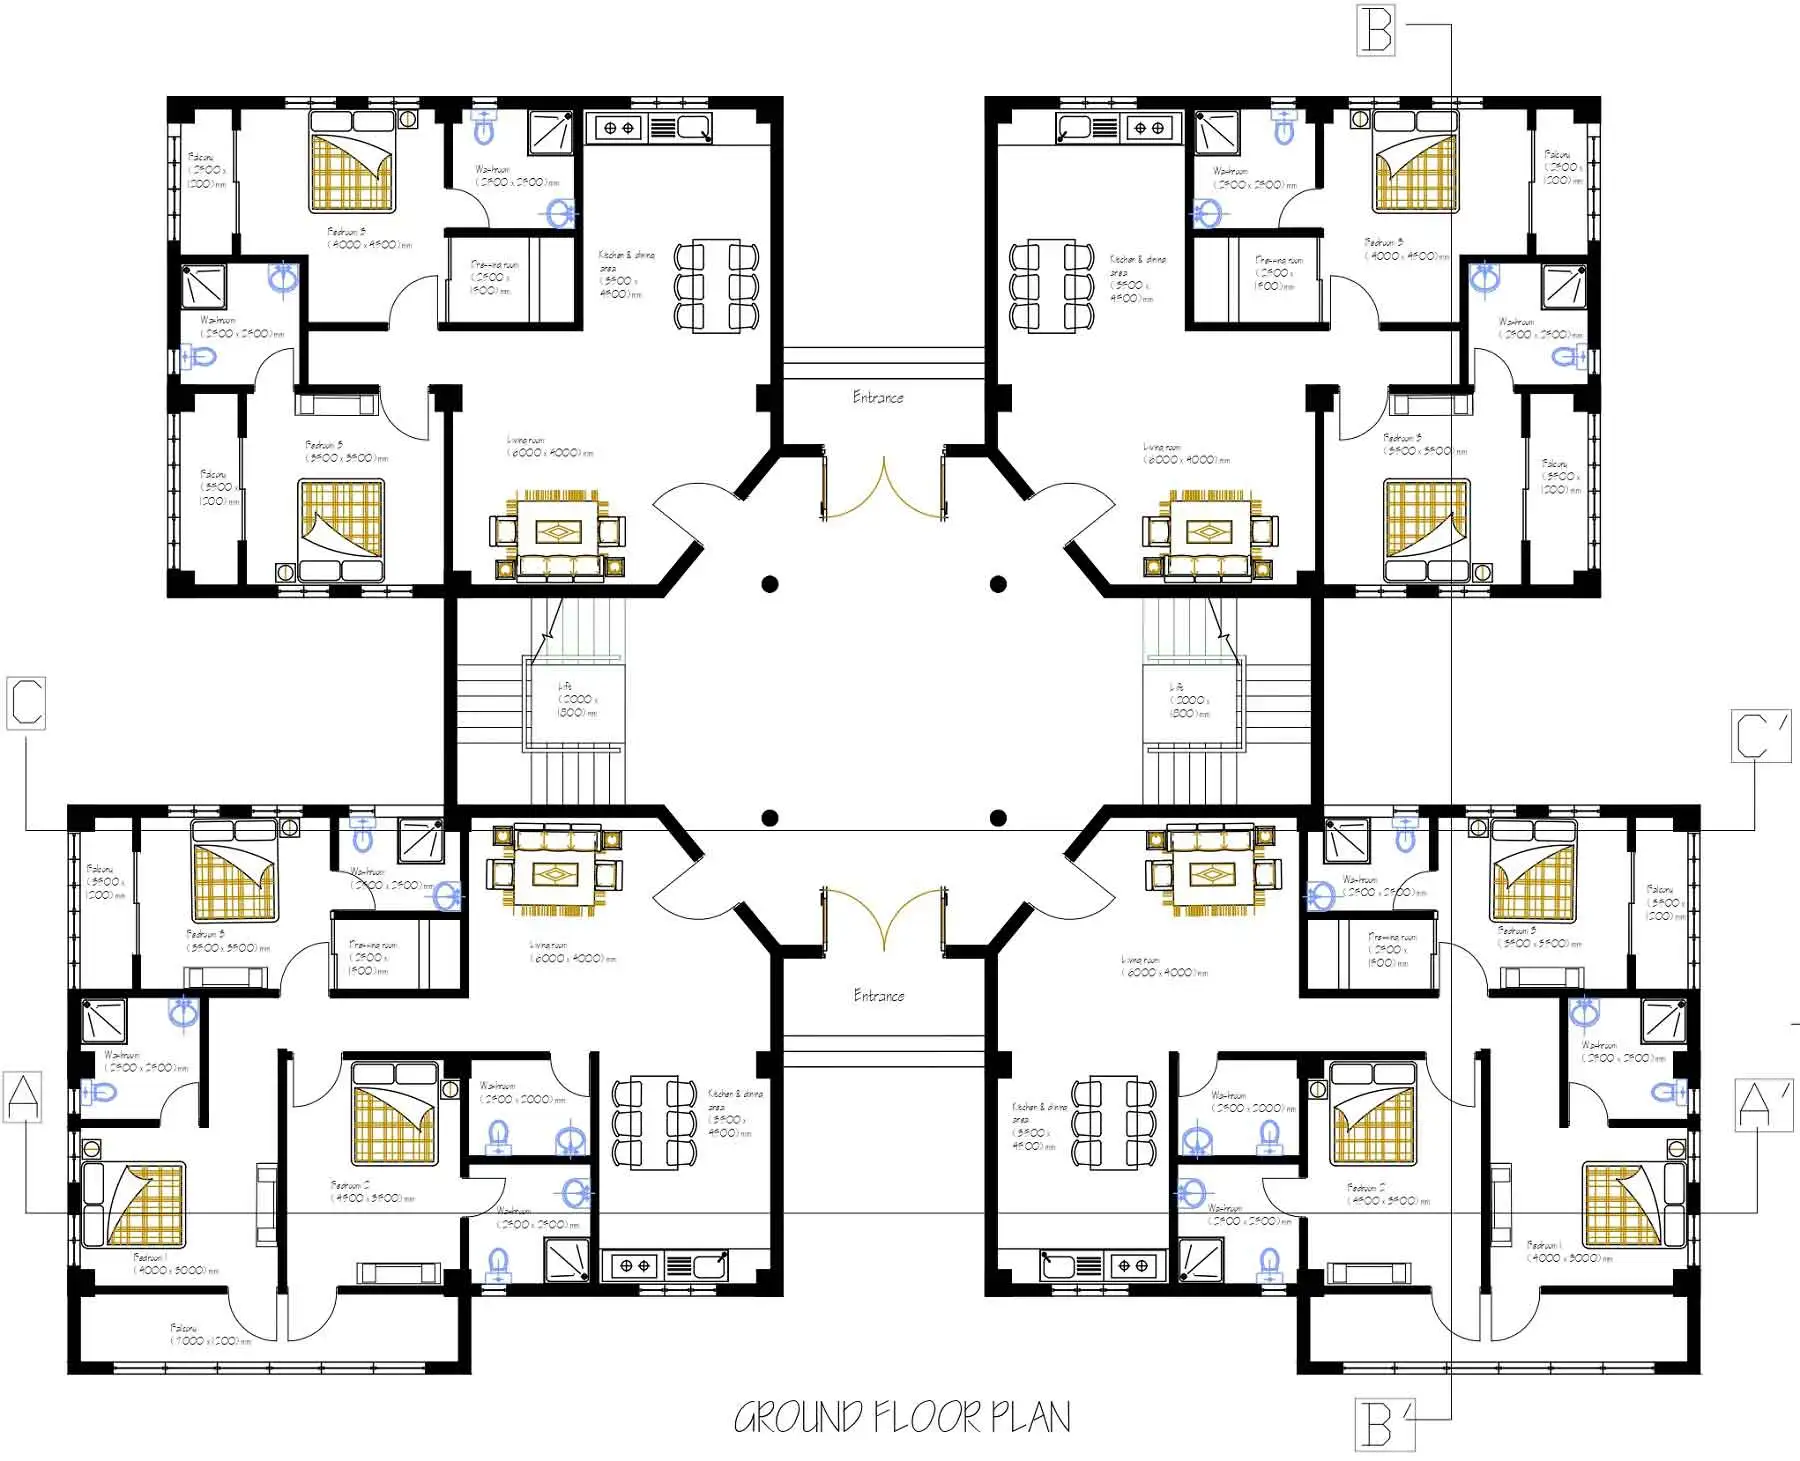 B
Balcony
(2500 x
1200) mm
Bedroom 3
(4000 x 4500) mm
Washroom
(2500 x 2500) mm
Dressing room
(2500 x
1500) mm
Kitchen & dining
area
(3500 x
4500) mm
Washroom
(2500 x 2500) mm
Balcony
(3500 x
1200) mm
Bedroom 3
(3500 x 3500) mm
Living room
(6000 x 4000) mm
Entrance
Washroom
(2500 x 2500) mm
Bedroom 3
(4000 x 4500) mm
Balcony
(2500 x
1200) mm
Kitchen & dining
area
(3500 x
4500) mm
Dressing room
(2500 x
1500) mm
Washroom
(2500 x 2500) mm
Living room
(6000 x 4000) mm
Bedroom 3
(3500 x 3500) mm
Balcony
(3500 x
1200) mm
Lift
(2000 x
1800) mm
Lift
(2000 x
1800) mm
C
C'
Balcony
(3500 x
1200) mm
Bedroom 3
(3500 x 3500) mm
Washroom
(2500 x 2500) mm
Dressing room
(2500 x
1500) mm
Living room
(6000 x 4000) mm
Washroom
(2500 x 2500) mm
Washroom
(2500 x 2000) mm
Kitchen & dining
area
(3500 x
4500) mm
Bedroom 2
(4500 x 3500) mm
Washroom
(2500 x 2500) mm
Bedroom 1
(4000 x 3000) mm
Balcony
(7000 x 1200) mm
Entrance
Living room
(6000 x 4000) mm
Washroom
(2500 x 2500) mm
Dressing room
(2500 x
1500) mm
Bedroom 3
(3500 x 3500) mm
Balcony
(3500 x
1200) mm
Washroom
(2500 x 2500) mm
Kitchen & dining
area
(3500 x
4500) mm
Washroom
(2500 x 2000) mm
Bedroom 2
(4500 x 3500) mm
Washroom
(2500 x 2500) mm
Bedroom 1
(4000 x 3000) mm
A
A'
GROUND FLOOR PLAN
B'